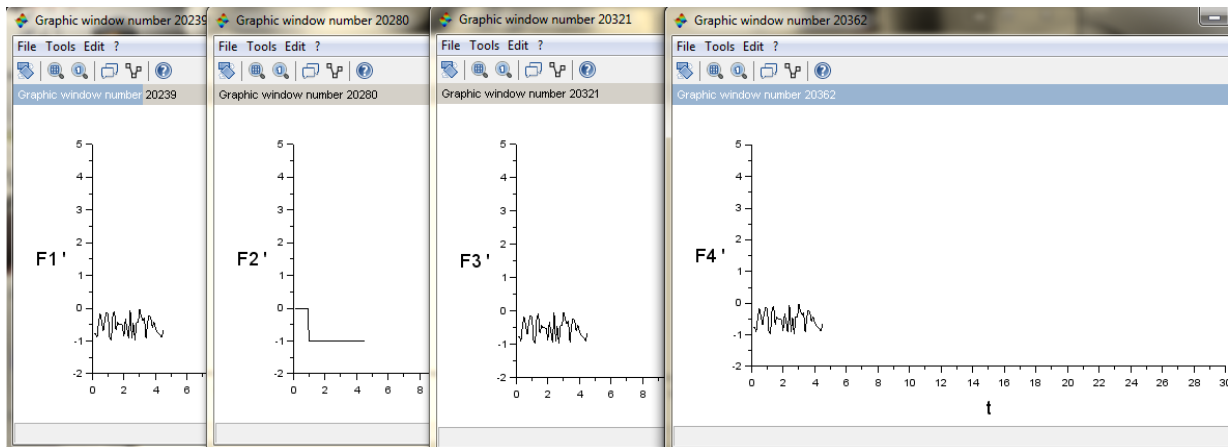 Graphic window number 20239
File Tools Edit ?
Graphic window number 20239
5
4
3
2
1
0
-1
-2
F1 '
0 2 4 6
Graphic window number 20280
File Tools Edit ?
Graphic window number 20280
5
4
3
2
1
0
-1
-2
F2 '
0 2 4 6 8
Graphic window number 20321
File Tools Edit ?
Graphic window number 20321
5
4
3
2
1
0
-1
-2
F3 '
0 2 4 6 8
Graphic window number 20362
File Tools Edit ?
Graphic window number 20362
5
4
3
2
1
0
-1
-2
F4 '
0 2 4 6 8 10 12 14 16 18 20 22 24 26 28 30
t